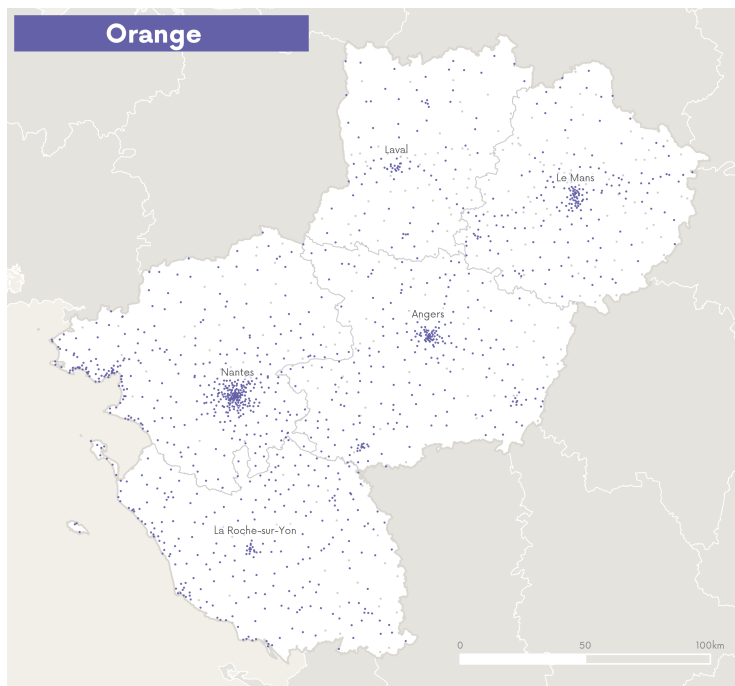 Orange
Laval
Le Mans
Angers
Nantes
La Roche-sur-Yon
0 50 100km